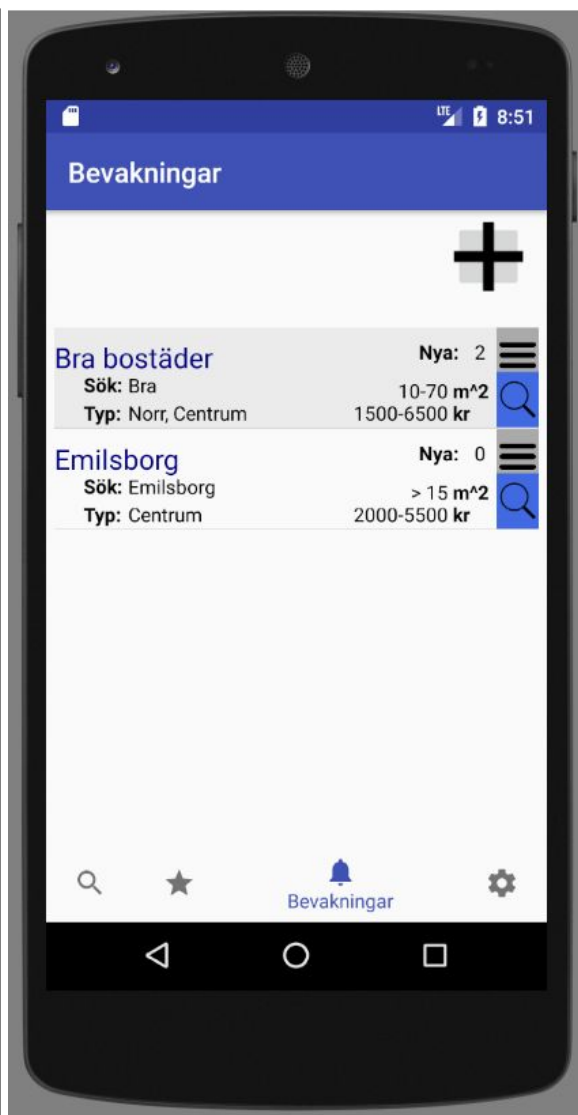 LTE 8:51
Bevakningar
Bra bostäder Nya: 2
Sök: Bra 10-70 m^2
Typ: Norr, Centrum 1500-6500 kr
Emilsborg Nya: 0
Sök: Emilsborg > 15 m^2
Typ: Centrum 2000-5500 kr
Bevakningar